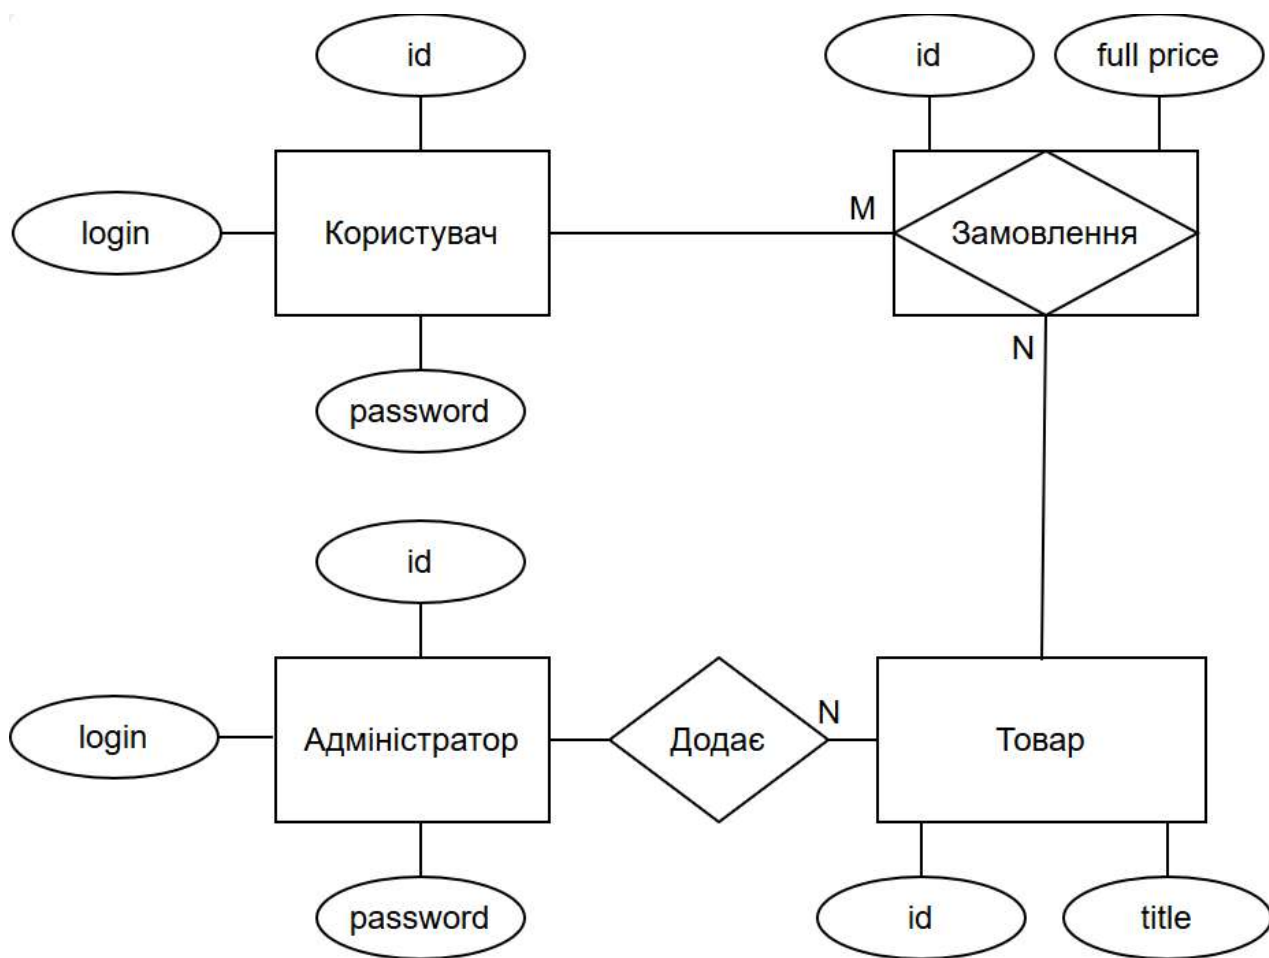 id
id
full price
login
Користувач
M
Замовлення
N
password
id
login
Адміністратор
Додає
N
Товар
password
id
title